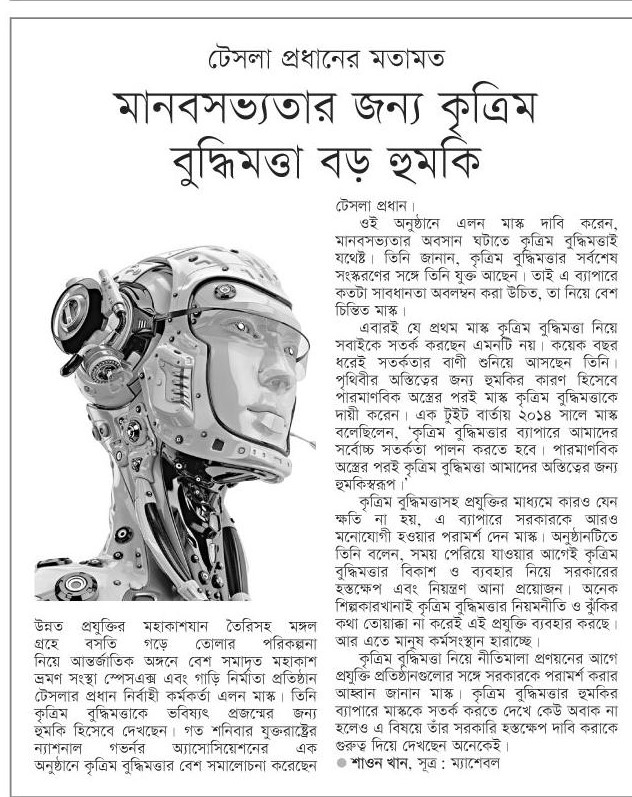 টেসলা প্রধানের মতামত
মানবসভ্যতার জন্য কৃত্রিম
বুদ্ধিমত্তা বড় হুমকি
উন্নত প্রযুক্তির মহাকাশযান তৈরিসহ মঙ্গল
গ্রহে বসতি গড়ে তোলার পরিকল্পনা
নিয়ে আন্তর্জাতিক অঙ্গনে বেশ সমাদৃত মহাকাশ
ভ্রমণ সংস্থা স্পেসএক্স এবং গাড়ি নির্মাতা প্রতিষ্ঠান
টেসলার প্রধান নির্বাহী কর্মকর্তা এলন মাস্ক। তিনি
কৃত্রিম বুদ্ধিমত্তাকে ভবিষ্যৎ প্রজন্মের জন্য
হুমকি হিসেবে দেখছেন। গত শনিবার যুক্তরাষ্ট্রের
ন্যাশনাল গভর্নর অ্যাসোসিয়েশনের এক
অনুষ্ঠানে কৃত্রিম বুদ্ধিমত্তার বেশ সমালোচনা করেছেন
টেসলা প্রধান।
ওই অনুষ্ঠানে এলন মাস্ক দাবি করেন,
মানবসভ্যতার অবসান ঘটাতে কৃত্রিম বুদ্ধিমত্তাই
যথেষ্ট। তিনি জানান, কৃত্রিম বুদ্ধিমত্তার সর্বশেষ
সংস্করণের সঙ্গে তিনি যুক্ত আছেন। তাই এ ব্যাপারে
কতটা সাবধানতা অবলম্বন করা উচিত, তা নিয়ে বেশ
চিন্তিত মাস্ক।
এবারই যে প্রথম মাস্ক কৃত্রিম বুদ্ধিমত্তা নিয়ে
সবাইকে সতর্ক করছেন এমনটি নয়। কয়েক বছর
ধরেই সতর্কতার বাণী শুনিয়ে আসছেন তিনি।
পৃথিবীর অস্তিত্বের জন্য হুমকির কারণ হিসেবে
পারমাণবিক অস্ত্রের পরই মাস্ক কৃত্রিম বুদ্ধিমত্তাকে
দায়ী করেন। এক টুইট বার্তায় ২০১৪ সালে মাস্ক
বলেছিলেন, ‘কৃত্রিম বুদ্ধিমত্তার ব্যাপারে আমাদের
সর্বোচ্চ সতর্কতা পালন করতে হবে। পারমাণবিক
অস্ত্রের পরই কৃত্রিম বুদ্ধিমত্তা আমাদের অস্তিত্বের জন্য
হুমকিস্বরূপ।’
কৃত্রিম বুদ্ধিমত্তাসহ প্রযুক্তির মাধ্যমে কারও যেন
ক্ষতি না হয়, এ ব্যাপারে সরকারকে আরও
মনোযোগী হওয়ার পরামর্শ দেন মাস্ক। অনুষ্ঠানটিতে
তিনি বলেন, সময় পেরিয়ে যাওয়ার আগেই কৃত্রিম
বুদ্ধিমত্তার বিকাশ ও ব্যবহার নিয়ে সরকারের
হস্তক্ষেপ এবং নিয়ন্ত্রণ আনা প্রয়োজন। অনেক
শিল্পকারখানাই কৃত্রিম বুদ্ধিমত্তার নিয়মনীতি ও ঝুঁকির
কথা তোয়াক্কা না করেই এই প্রযুক্তি ব্যবহার করছে।
আর এতে মানুষ কর্মসংস্থান হারাচ্ছে।
কৃত্রিম বুদ্ধিমত্তা নিয়ে নীতিমালা প্রণয়নের আগে
প্রযুক্তি প্রতিষ্ঠানগুলোর সঙ্গে সরকারকে পরামর্শ করার
আহ্বান জানান মাস্ক। কৃত্রিম বুদ্ধিমত্তার হুমকির
ব্যাপারে মাস্ককে সতর্ক করতে দেখে কেউ অবাক না
হলেও এ বিষয়ে তাঁর সরকারি হস্তক্ষেপ দাবি করাকে
গুরুত্ব দিয়ে দেখছেন অনেকেই।
● শাওন খান, সূত্র : ম্যাশেবল